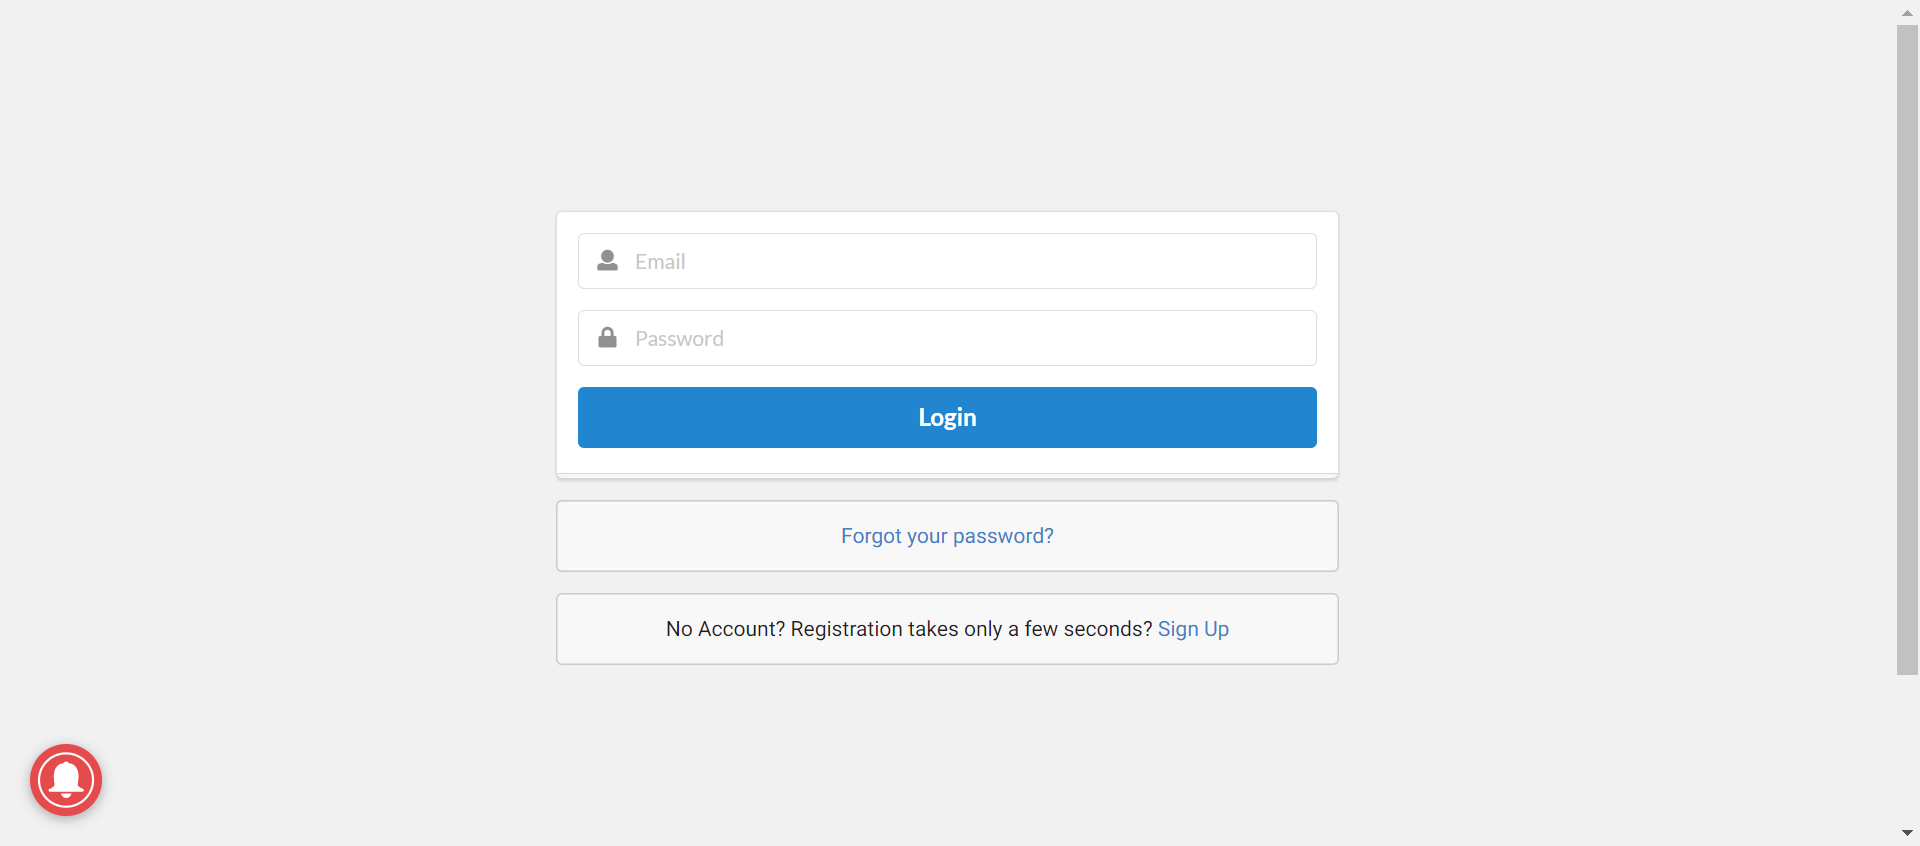 Email
Password
Login
Forgot your password?
No Account? Registration takes only a few seconds? Sign Up